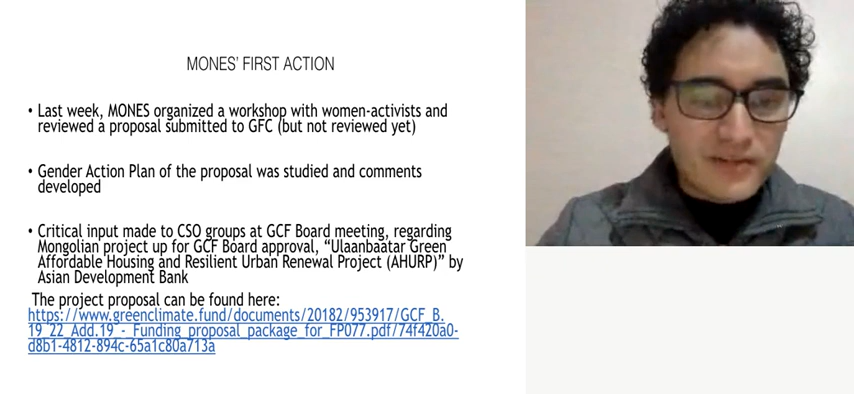 MONES' FIRST ACTION
• Last week, MONES organized a workshop with women-activists and
reviewed a proposal submitted to GFC (but not reviewed yet)
• Gender Action Plan of the proposal was studied and comments
developed
• Critical input made to CSO groups at GCF Board meeting, regarding
Mongolian project up for GCF Board approval, “Ulaanbaatar Green
Affordable Housing and Resilient Urban Renewal Project (AHURP)” by
Asian Development Bank
The project proposal can be found here:
https://www.greenclimate.fund/documents/20182/953917/GCF_B.
19_22_Add.19_-_Funding_proposal_package_for_FP077.pdf/74f420a0-
d8b1-4812-894c-65a1c80a713a